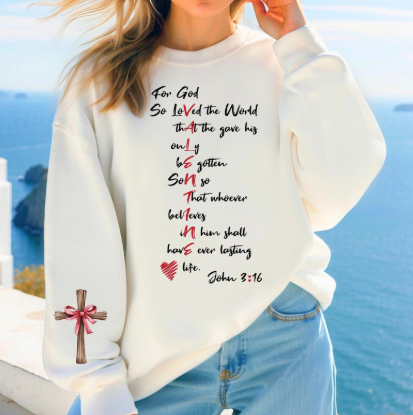 For God
So LoVed the World
thAt the gave his
onLy
bEgotten
SoN so
That whoever
belIeves
iN him shall
havE ever lasting
life.
John 3:16